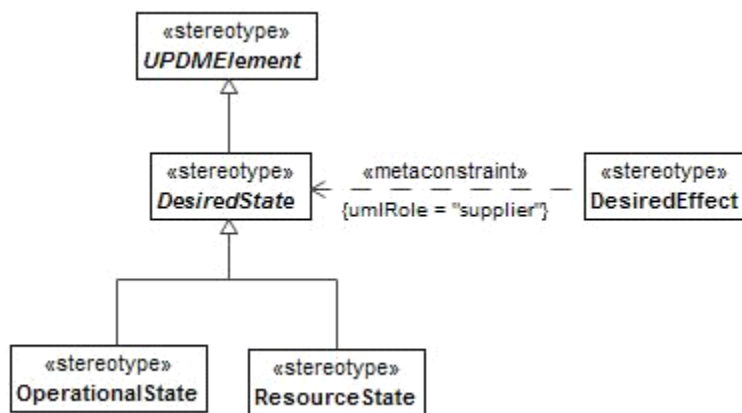 «stereotype»
UPDMElement
«stereotype»
DesiredState
«metaconstraint»
{umlRole = "supplier"}
«stereotype»
DesiredEffect
«stereotype»
OperationalState
«stereotype»
ResourceState